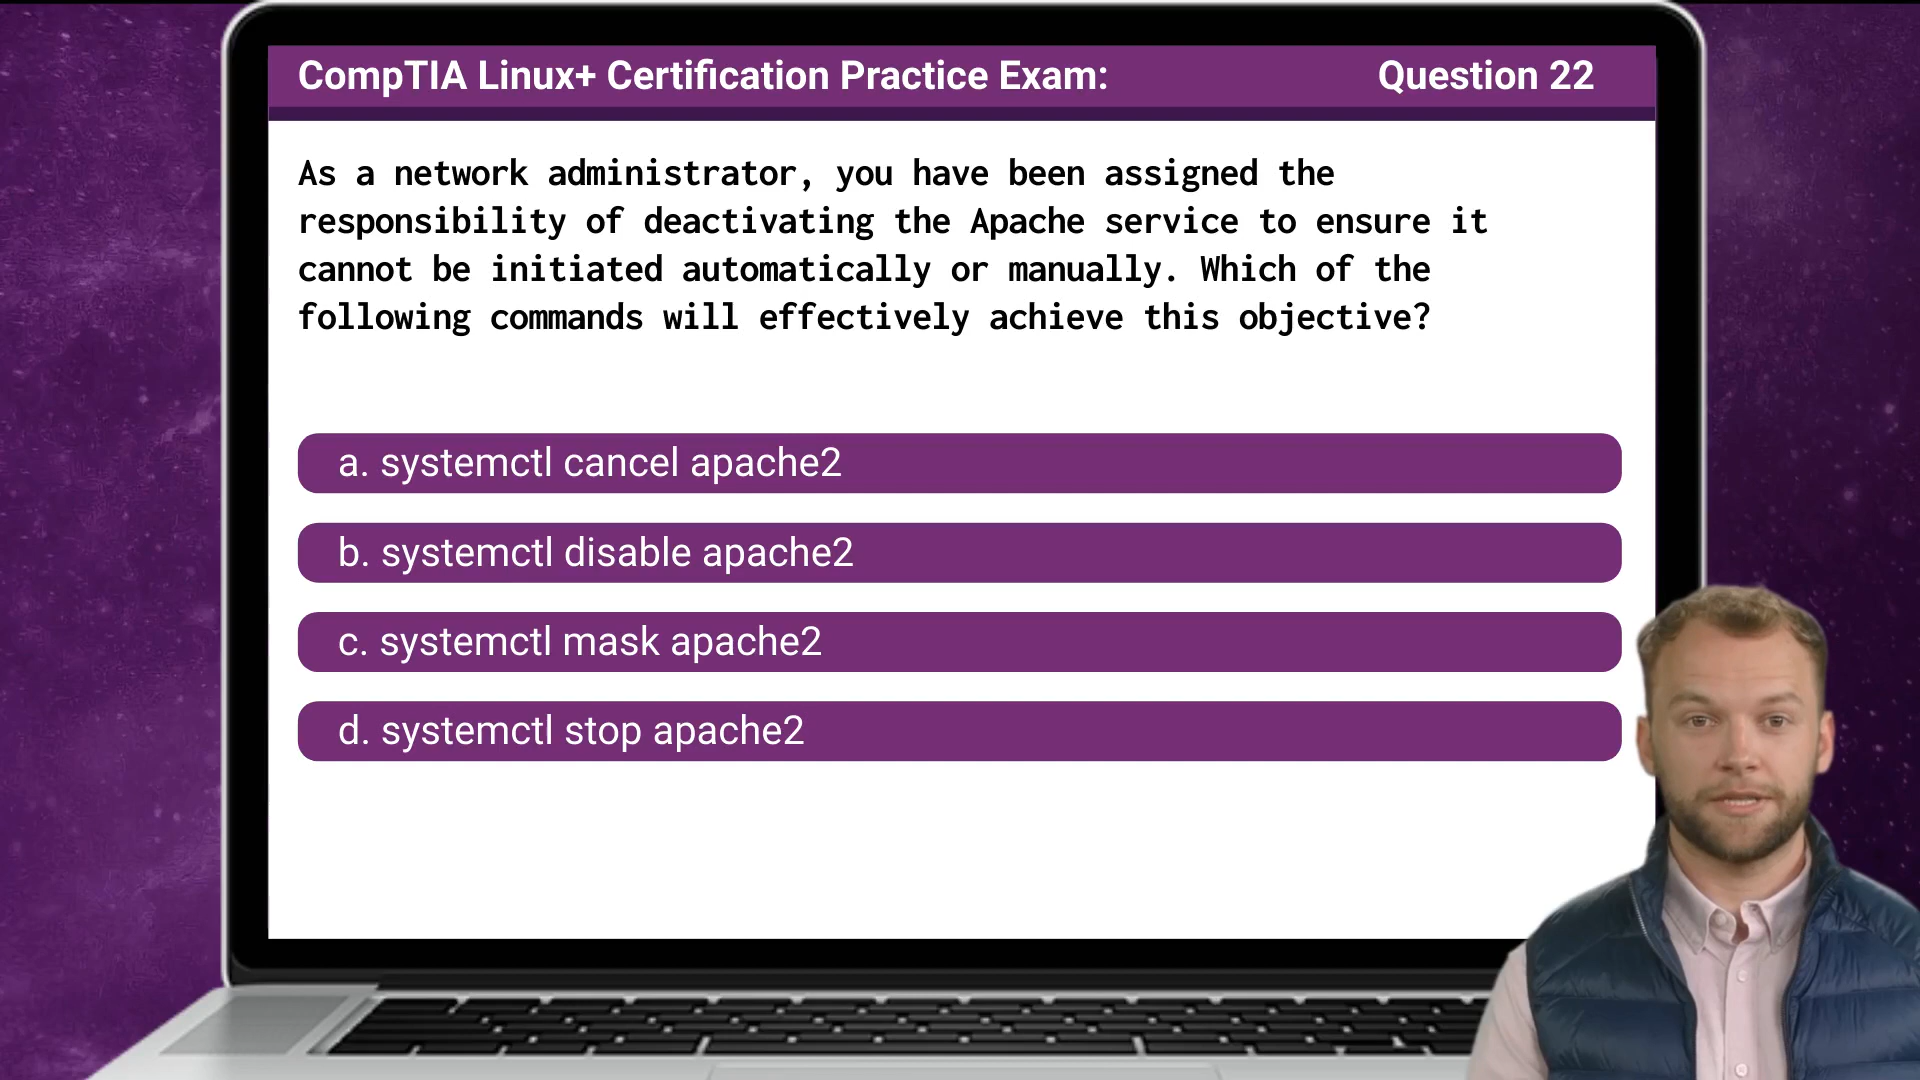 CompTIA Linux+ Certification Practice Exam: Question 22
As a network administrator, you have been assigned the
responsibility of deactivating the Apache service to ensure it
cannot be initiated automatically or manually. Which of the
following commands will effectively achieve this objective?
a. systemctl cancel apache2
b. systemctl disable apache2
c. systemctl mask apache2
d. systemctl stop apache2